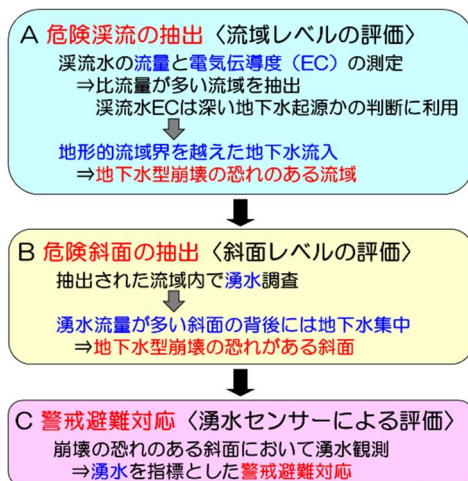 A 危険渓流の抽出〈流域レベルの評価〉
渓流水の流量と電気伝導度（EC）の測定
⇒比流量が多い流域を抽出
渓流水ECは深い地下水起源かの判断に利用
地形的流域界を越えた地下水流入
⇒地下水型崩壊の恐れのある流域
B 危険斜面の抽出〈斜面レベルの評価〉
抽出された流域内で湧水調査
湧水流量が多い斜面の背後には地下水集中
⇒地下水型崩壊の恐れがある斜面
C 警戒避難対応〈湧水センサーによる評価〉
崩壊の恐れのある斜面において湧水観測
⇒湧水を指標とした警戒避難対応